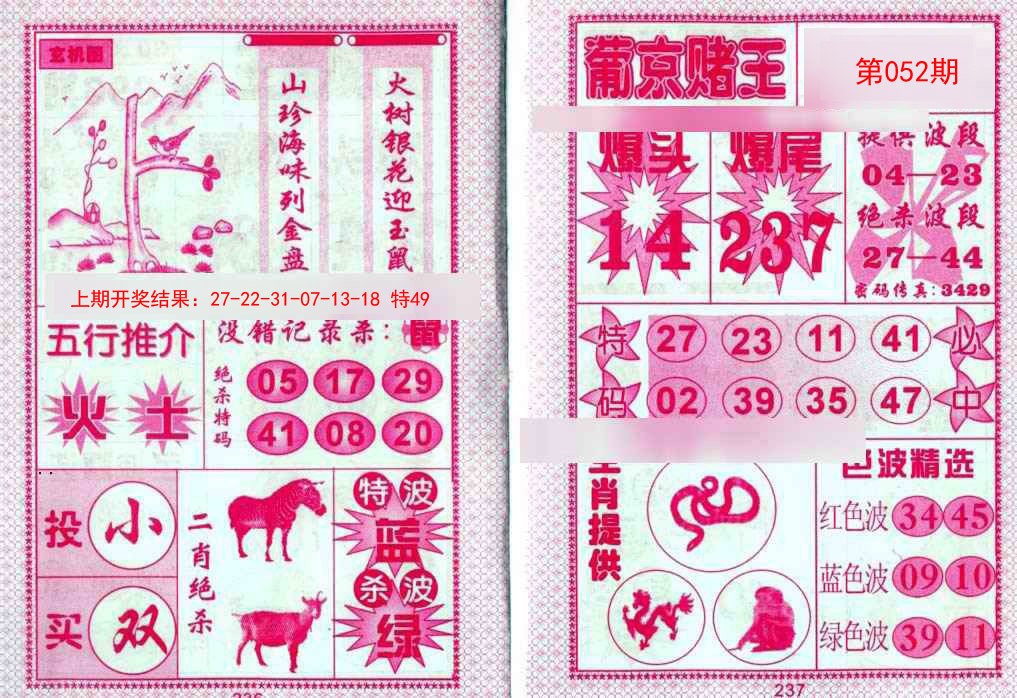 玄机图
火树银花迎玉鼠
山珍海味列金盘
上期开奖结果：27-22-31-07-13-18 特49
五行推介
火 土
没错记录杀：鼠
绝杀特码
05 17 29
41 08 20
投 小
买 双
二肖绝杀
特波
蓝
杀波
绿
葡京赌王
第052期
爆头
14
爆尾
237
提供波段
04—23
绝杀波段
27—44
密码传真：3429
特码
27 23 11 41
02 39 35 47
必中
生肖提供
色波精选
红色波 34 45
蓝色波 09 10
绿色波 39 11
237